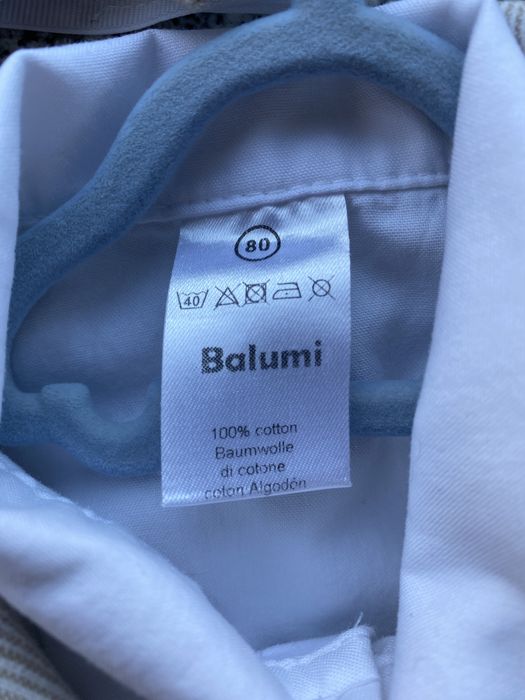 80
40
Balumi
100% cotton
Baumwolle
di cotone
coton Algodón